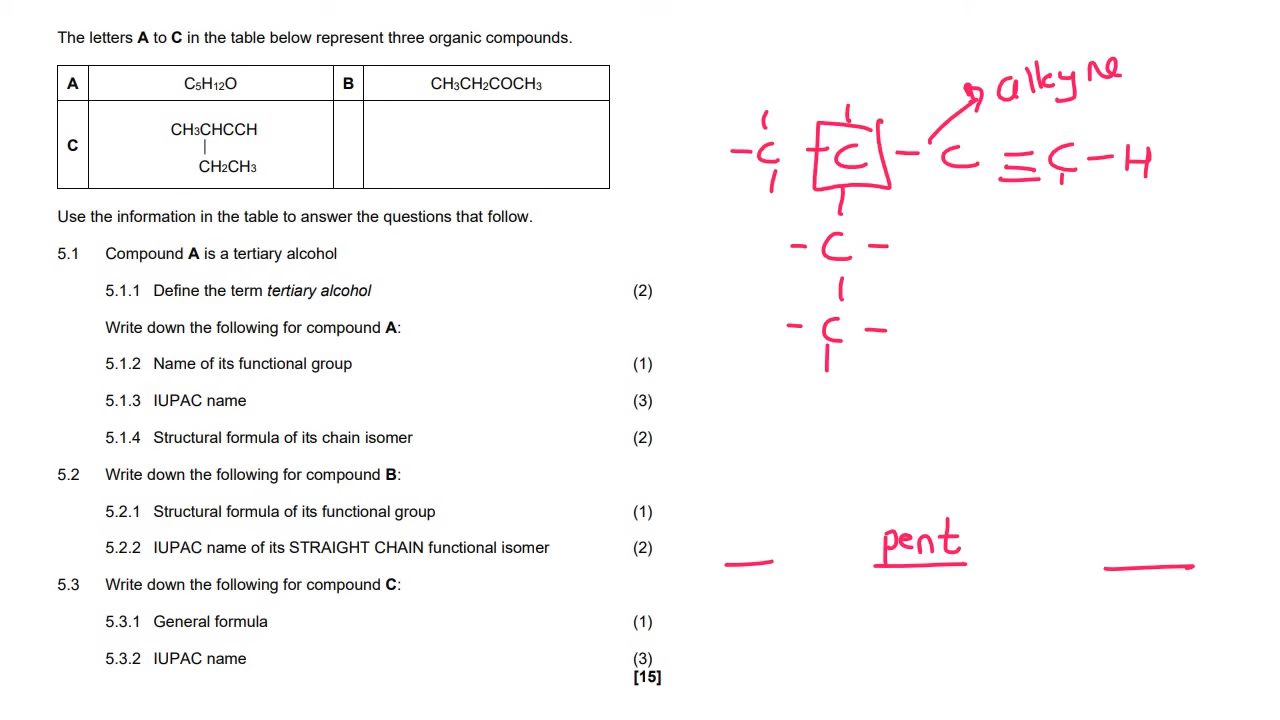 The letters A to C in the table below represent three organic compounds.
A C₅H₁₂O B CH₃CH₂COCH₃
C CH₃CHCCH
|
CH₂CH₃
Use the information in the table to answer the questions that follow.
5.1 Compound A is a tertiary alcohol
5.1.1 Define the term tertiary alcohol (2)
Write down the following for compound A:
5.1.2 Name of its functional group (1)
5.1.3 IUPAC name (3)
5.1.4 Structural formula of its chain isomer (2)
5.2 Write down the following for compound B:
5.2.1 Structural formula of its functional group (1)
5.2.2 IUPAC name of its STRAIGHT CHAIN functional isomer (2)
5.3 Write down the following for compound C:
5.3.1 General formula (1)
5.3.2 IUPAC name (3)
[15]
alkyne
- C - C - C ≡ C - H
- C -
- C -
pent